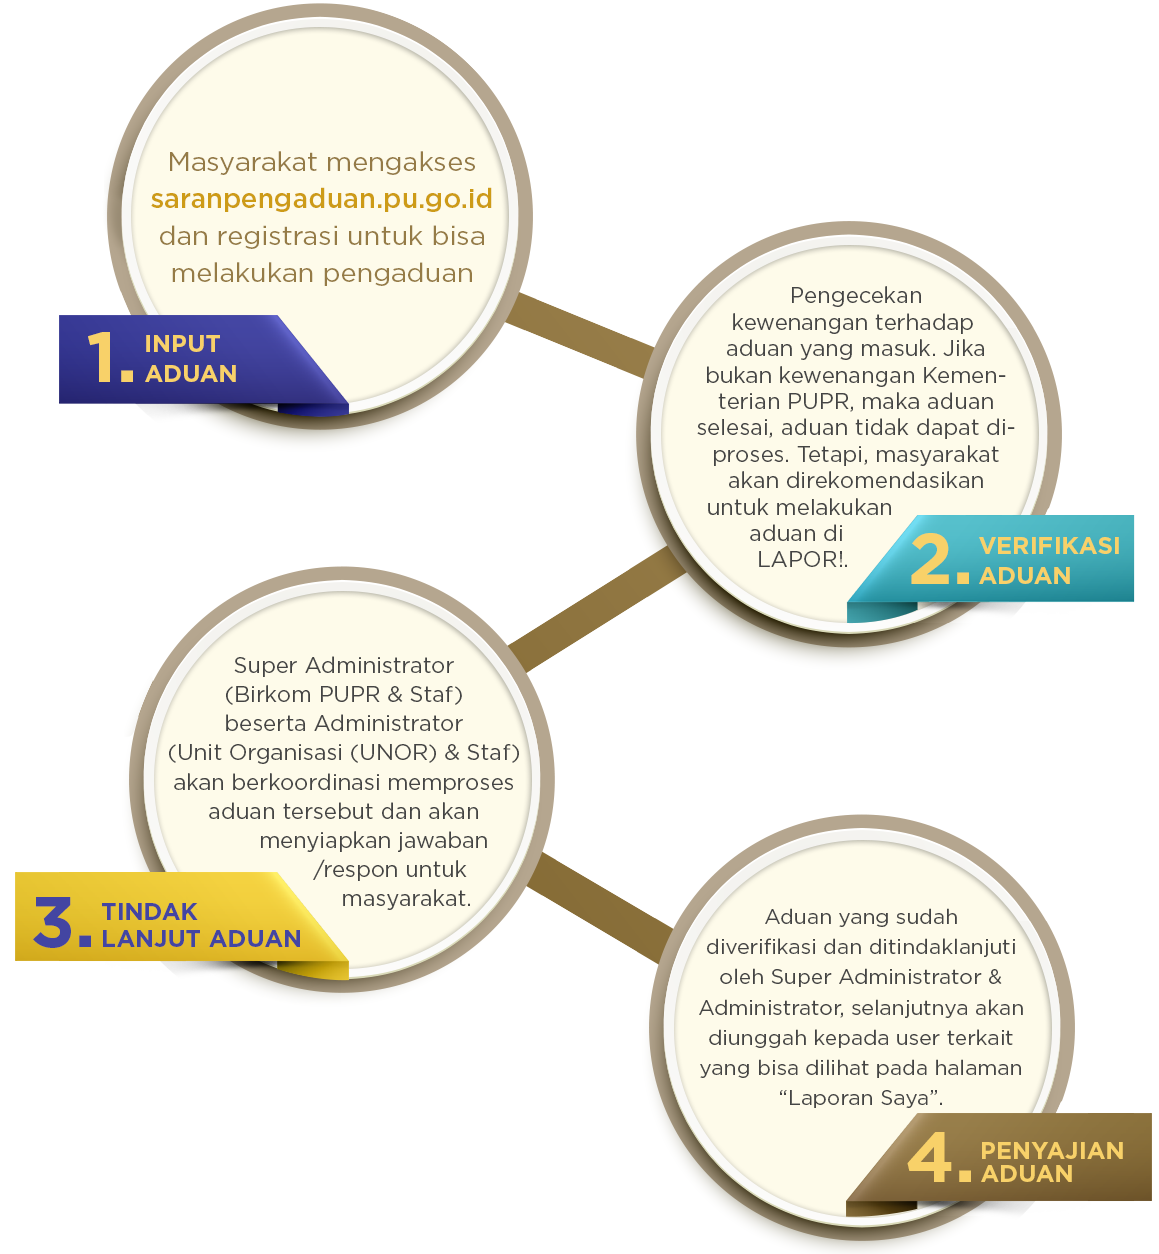 Masyarakat mengakses
saranpengaduan.pu.go.id
dan registrasi untuk bisa
melakukan pengaduan
1. INPUT
ADUAN
Pengecekan
kewenangan terhadap
aduan yang masuk. Jika
bukan kewenangan Kemen-
terian PUPR, maka aduan
selesai, aduan tidak dapat di-
proses. Tetapi, masyarakat
akan direkomendasikan
untuk melakukan
aduan di
LAPOR!.
2. VERIFIKASI
ADUAN
Super Administrator
(Birkom PUPR & Staf)
beserta Administrator
(Unit Organisasi (UNOR) & Staf)
akan berkoordinasi memproses
aduan tersebut dan akan
menyiapkan jawaban
/respon untuk
masyarakat.
3. TINDAK
LANJUT ADUAN
Aduan yang sudah
diverifikasi dan ditindaklanjuti
oleh Super Administrator &
Administrator, selanjutnya akan
diunggah kepada user terkait
yang bisa dilihat pada halaman
“Laporan Saya”.
4. PENYAJIAN
ADUAN